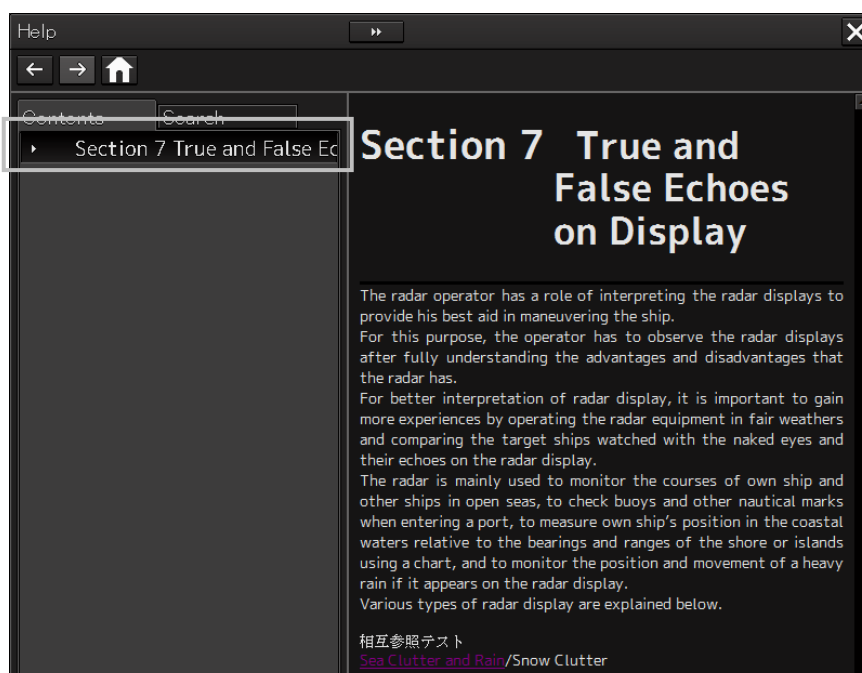 Help
Contents
Search
Section 7 True and False Ec
Section 7 True and
False Echoes
on Display
The radar operator has a role of interpreting the radar displays to
provide his best aid in maneuvering the ship.
For this purpose, the operator has to observe the radar displays
after fully understanding the advantages and disadvantages that
the radar has.
For better interpretation of radar display, it is important to gain
more experiences by operating the radar equipment in fair weathers
and comparing the target ships watched with the naked eyes and
their echoes on the radar display.
The radar is mainly used to monitor the courses of own ship and
other ships in open seas, to check buoys and other nautical marks
when entering a port, to measure own ship’s position in the coastal
waters relative to the bearings and ranges of the shore or islands
using a chart, and to monitor the position and movement of a heavy
rain if it appears on the radar display.
Various types of radar display are explained below.
相互参照テスト
Sea Clutter and Rain/Snow Clutter